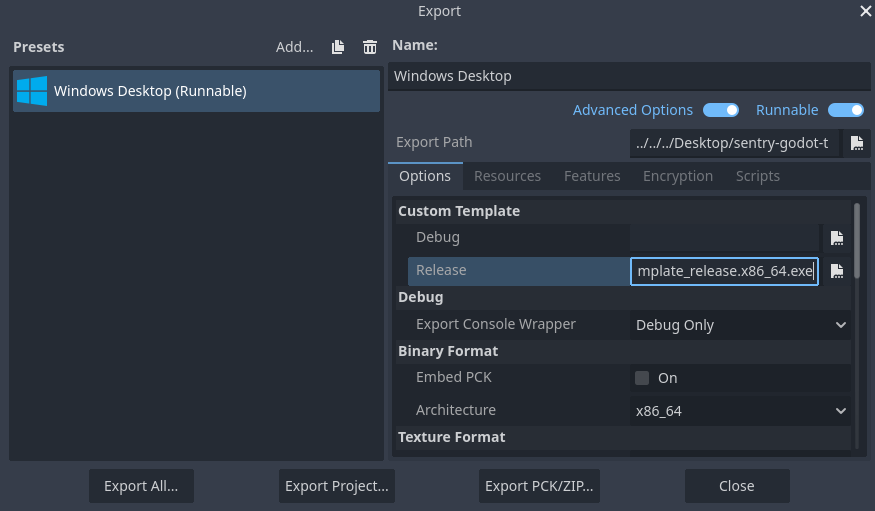 Export
Presets
Add...
Windows Desktop (Runnable)
Name:
Windows Desktop
Advanced Options
Runnable
Export Path
../../../Desktop/sentry-godot-t
Options Resources Features Encryption Scripts
Custom Template
Debug
Release mplate_release.x86_64.exe
Debug
Export Console Wrapper Debug Only
Binary Format
Embed PCK On
Architecture x86_64
Texture Format
Export All... Export Project... Export PCK/ZIP... Close